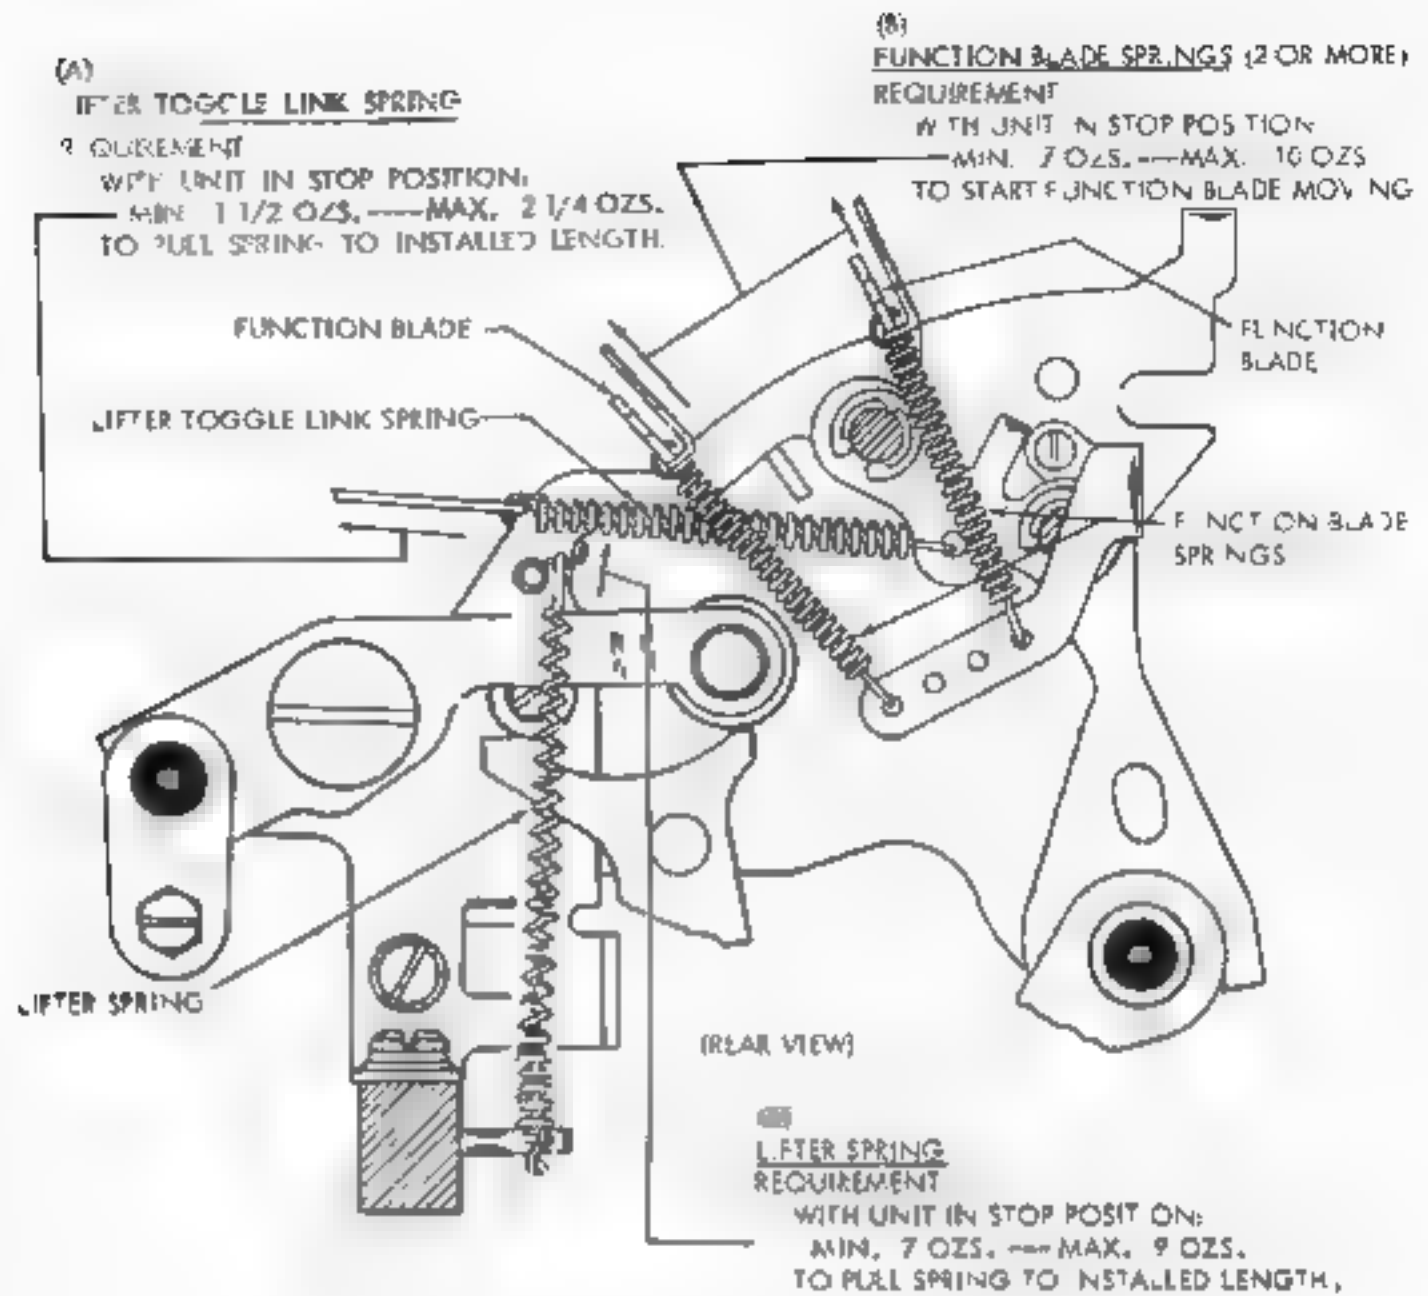 (A)
LIFTER TOGGLE LINK SPRING
REQUIREMENT
WITH UNIT IN STOP POSITION:
MIN. 1 1/2 OZS.----MAX. 2 1/4 OZS.
TO PULL SPRING TO INSTALLED LENGTH.
(B)
FUNCTION BLADE SPRINGS (2 OR MORE)
REQUIREMENT
WITH UNIT IN STOP POSITION
MIN. 7 OZS.----MAX. 10 OZS
TO START FUNCTION BLADE MOVING
FUNCTION BLADE
LIFTER TOGGLE LINK SPRING
FUNCTION
BLADE
FUNCTION BLADE
SPRINGS
LIFTER SPRING
(REAR VIEW)
LIFTER SPRING
REQUIREMENT
WITH UNIT IN STOP POSITION:
MIN. 7 OZS. --- MAX. 9 OZS.
TO PULL SPRING TO INSTALLED LENGTH.